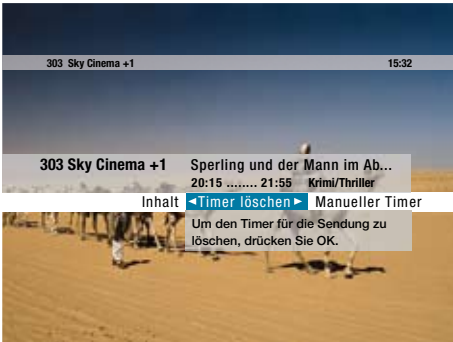 303 Sky Cinema +1 15:32
303 Sky Cinema +1 Sperling und der Mann im Ab...
20:15 ........ 21:55 Krimi/Thriller
Inhalt ◄Timer löschen► Manueller Timer
Um den Timer für die Sendung zu
löschen, drücken Sie OK.